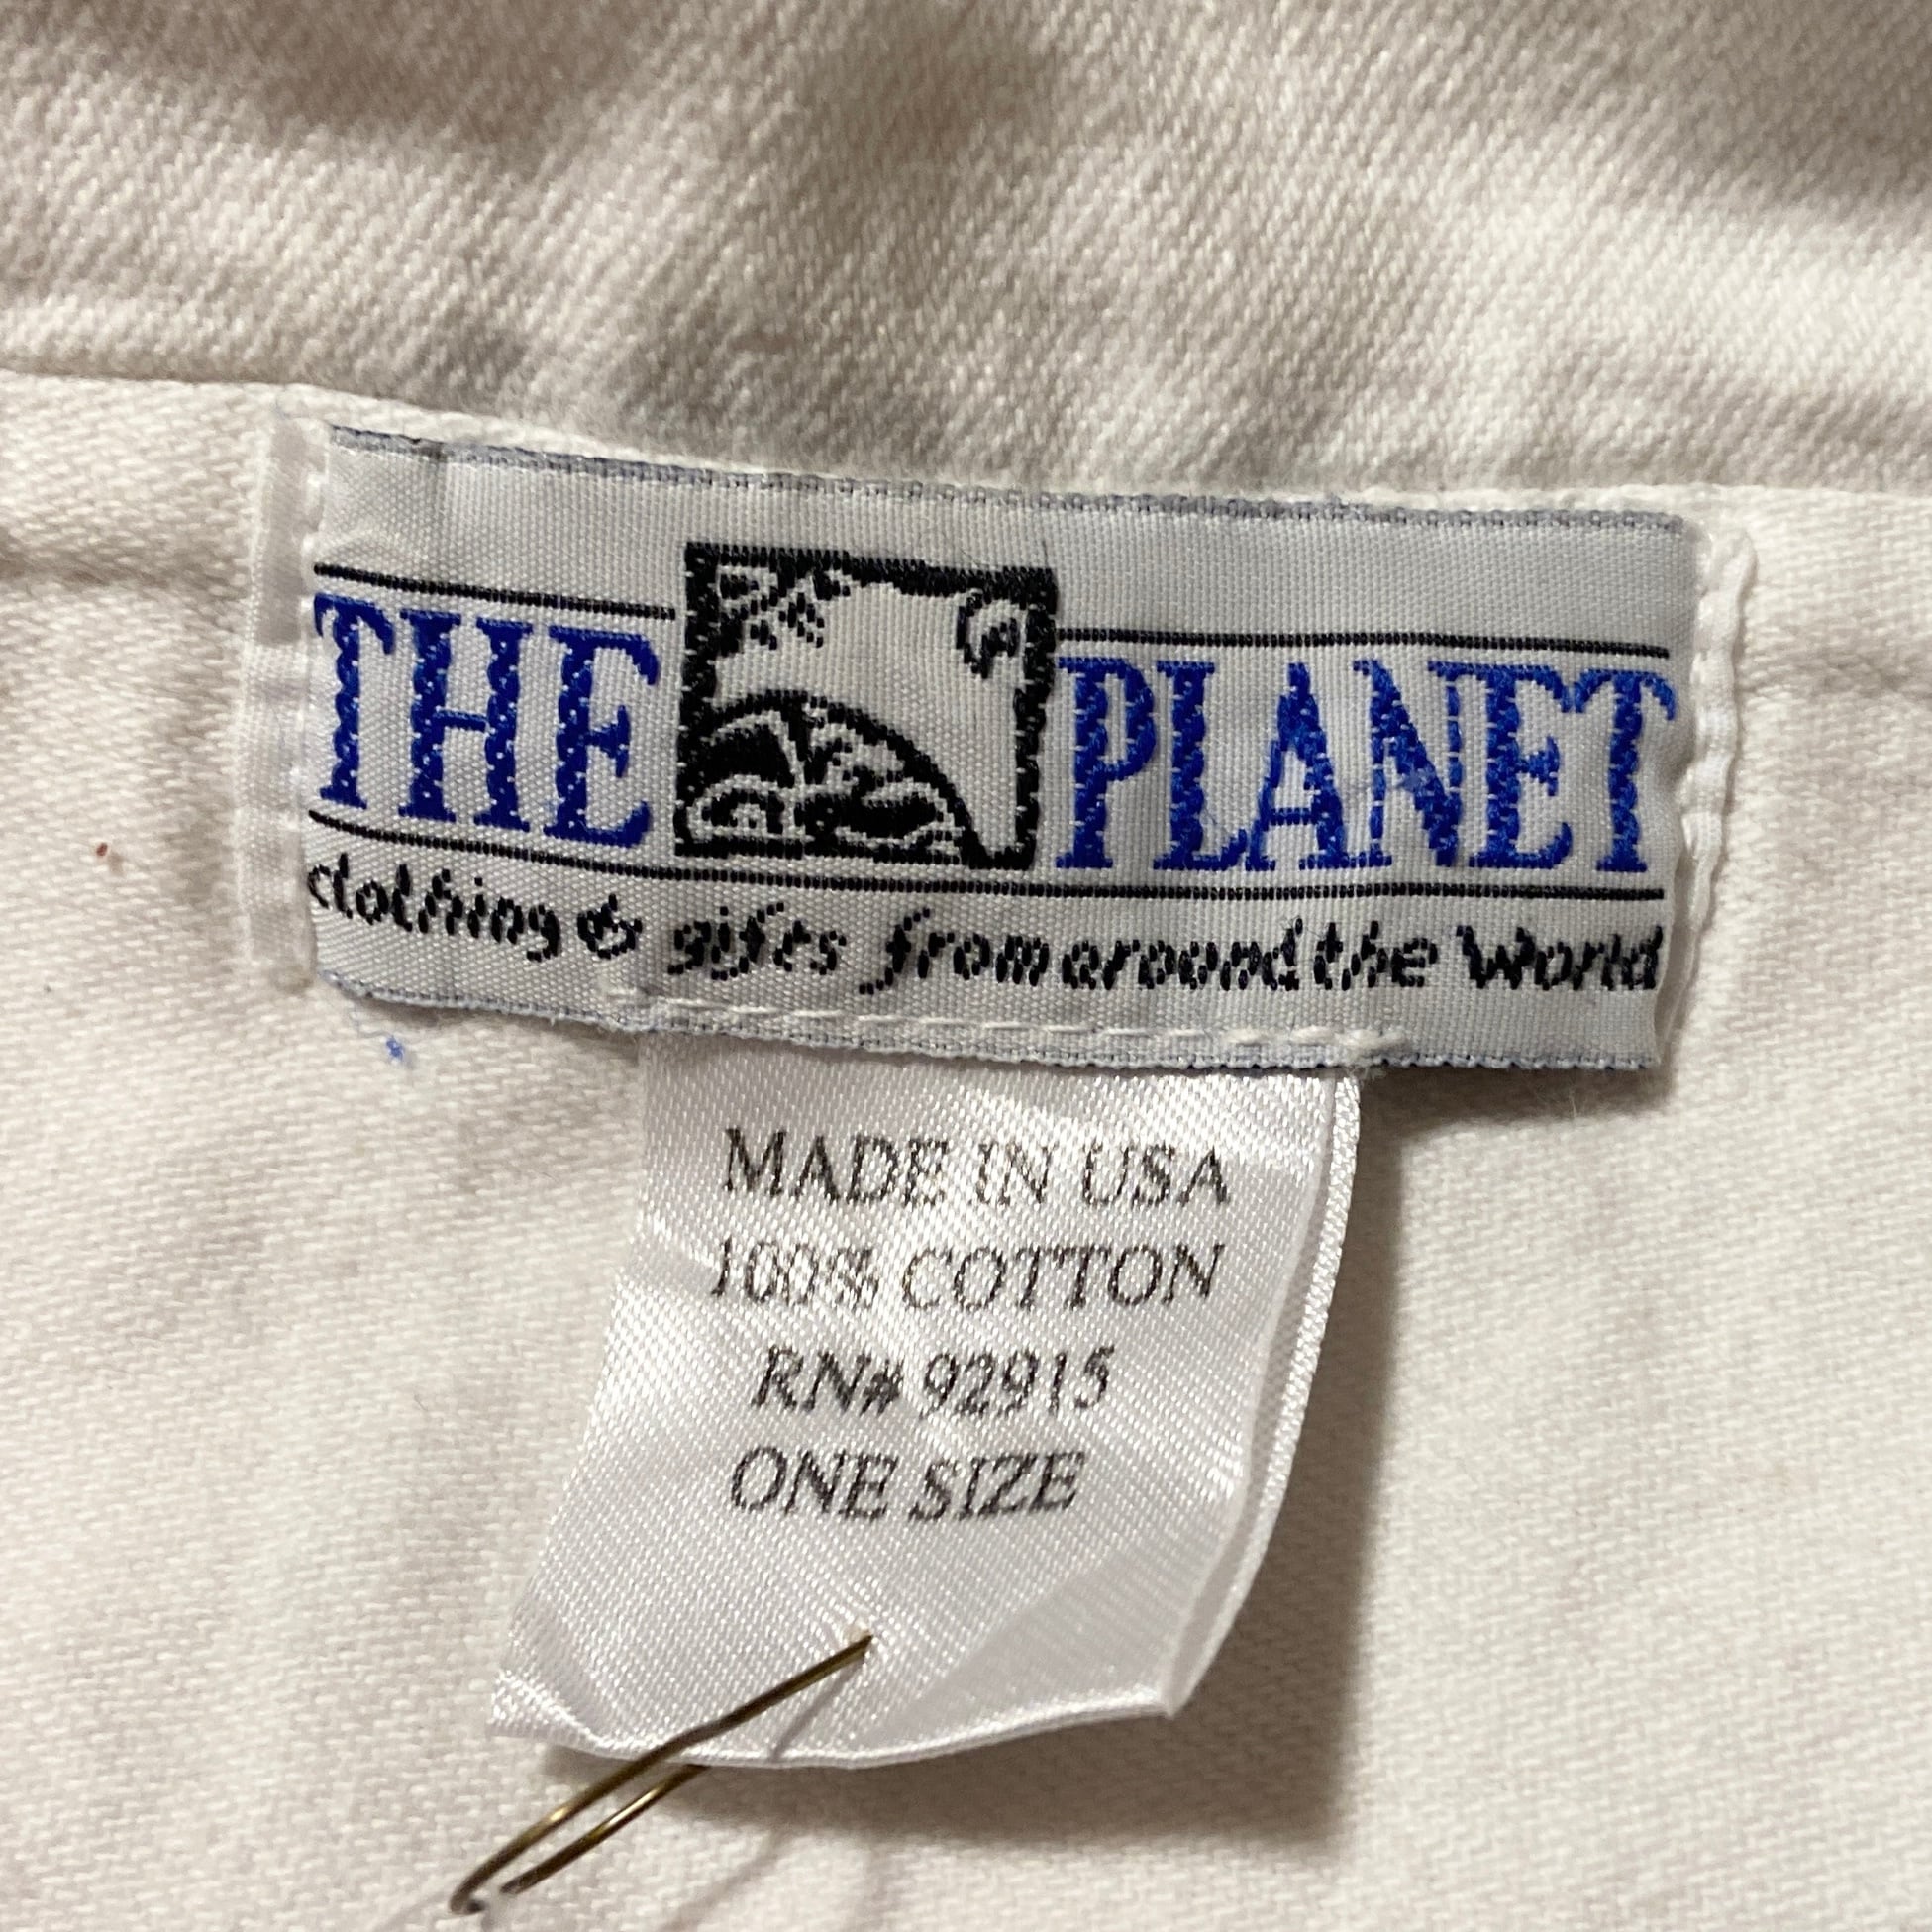 THE PLANET
clothing & gifts from around the World
MADE IN USA
100% COTTON
RN# 92915
ONE SIZE